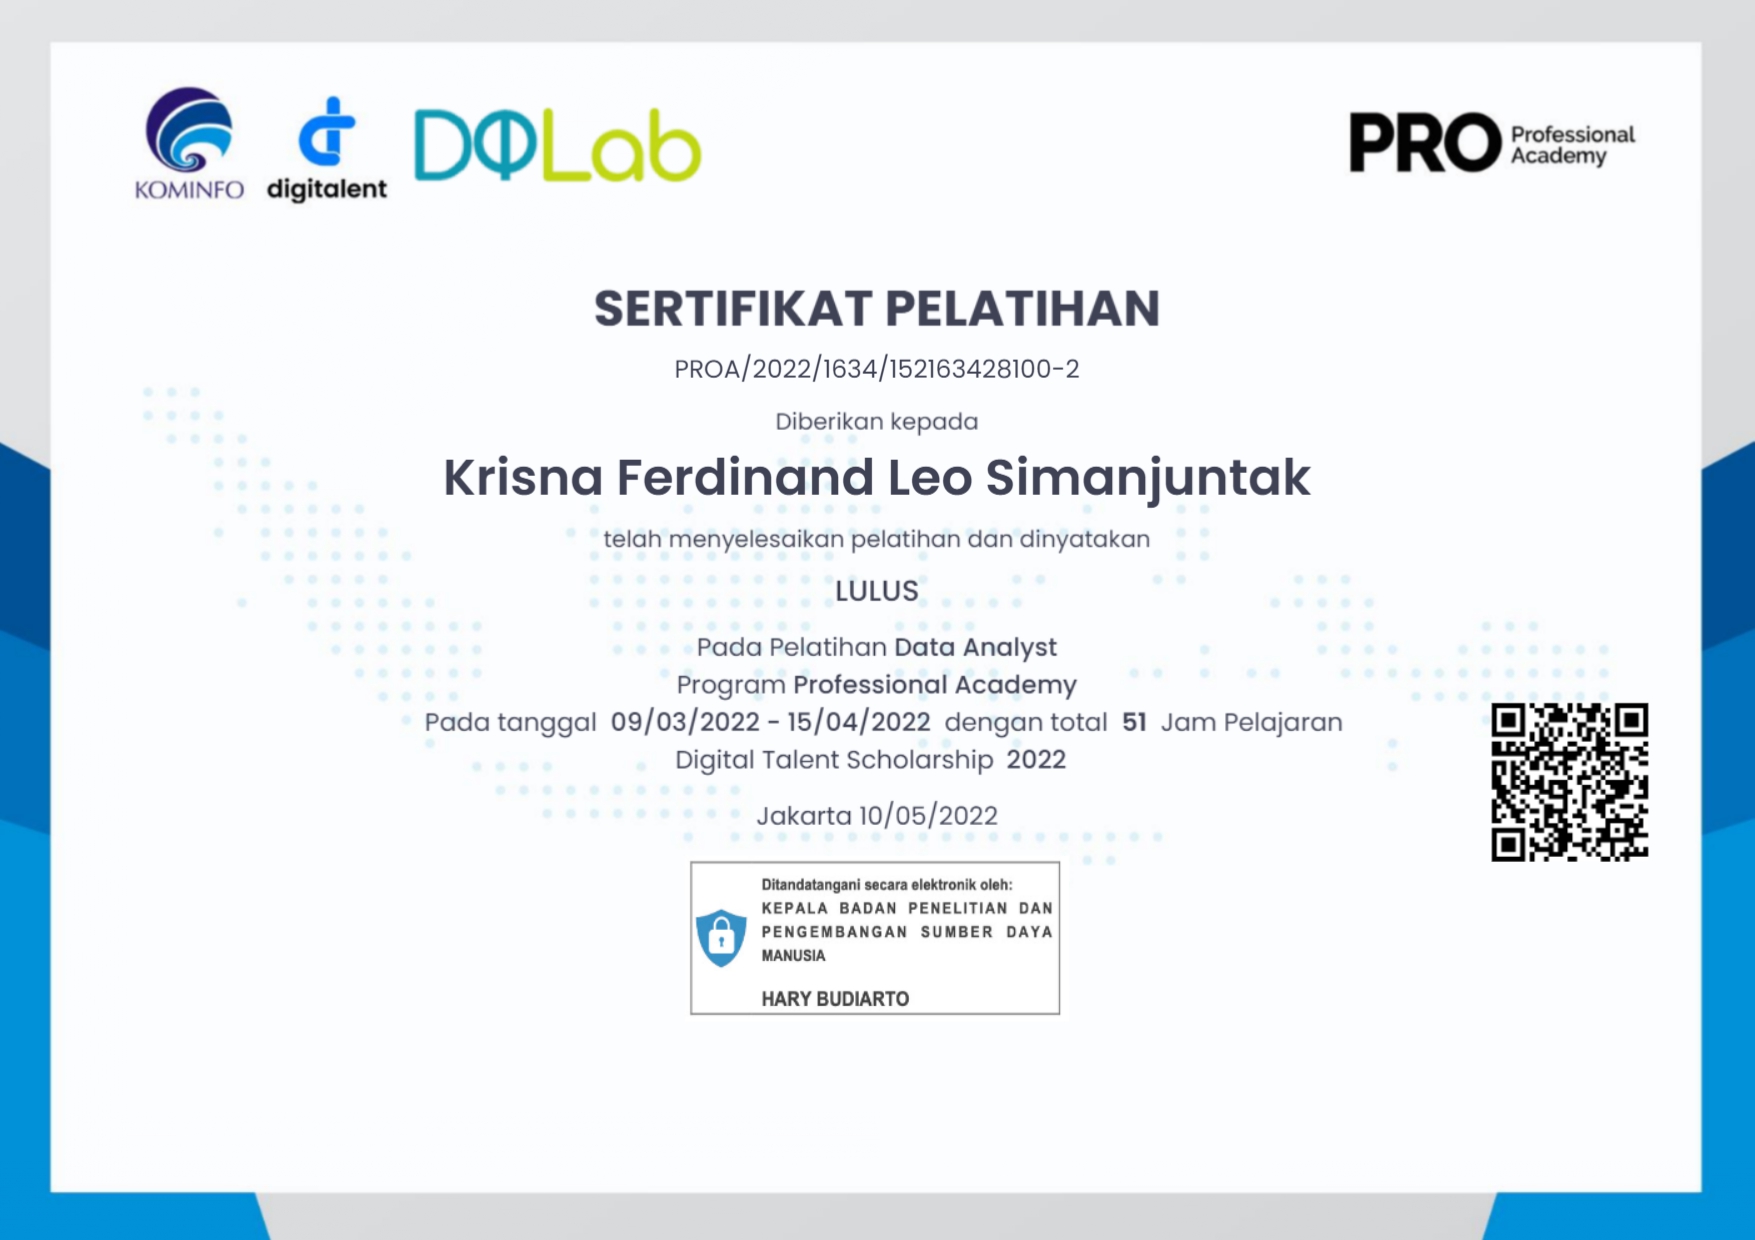 KOMINFO
digitalent
DQLab
PRO Professional Academy
SERTIFIKAT PELATIHAN
PROA/2022/1634/152163428100-2
Diberikan kepada
Krisna Ferdinand Leo Simanjuntak
telah menyelesaikan pelatihan dan dinyatakan
LULUS
Pada Pelatihan Data Analyst
Program Professional Academy
Pada tanggal 09/03/2022 - 15/04/2022 dengan total 51 Jam Pelajaran
Digital Talent Scholarship 2022
Jakarta 10/05/2022
Ditandatangani secara elektronik oleh:
KEPALA BADAN PENELITIAN DAN
PENGEMBANGAN SUMBER DAYA
MANUSIA
HARY BUDIARTO